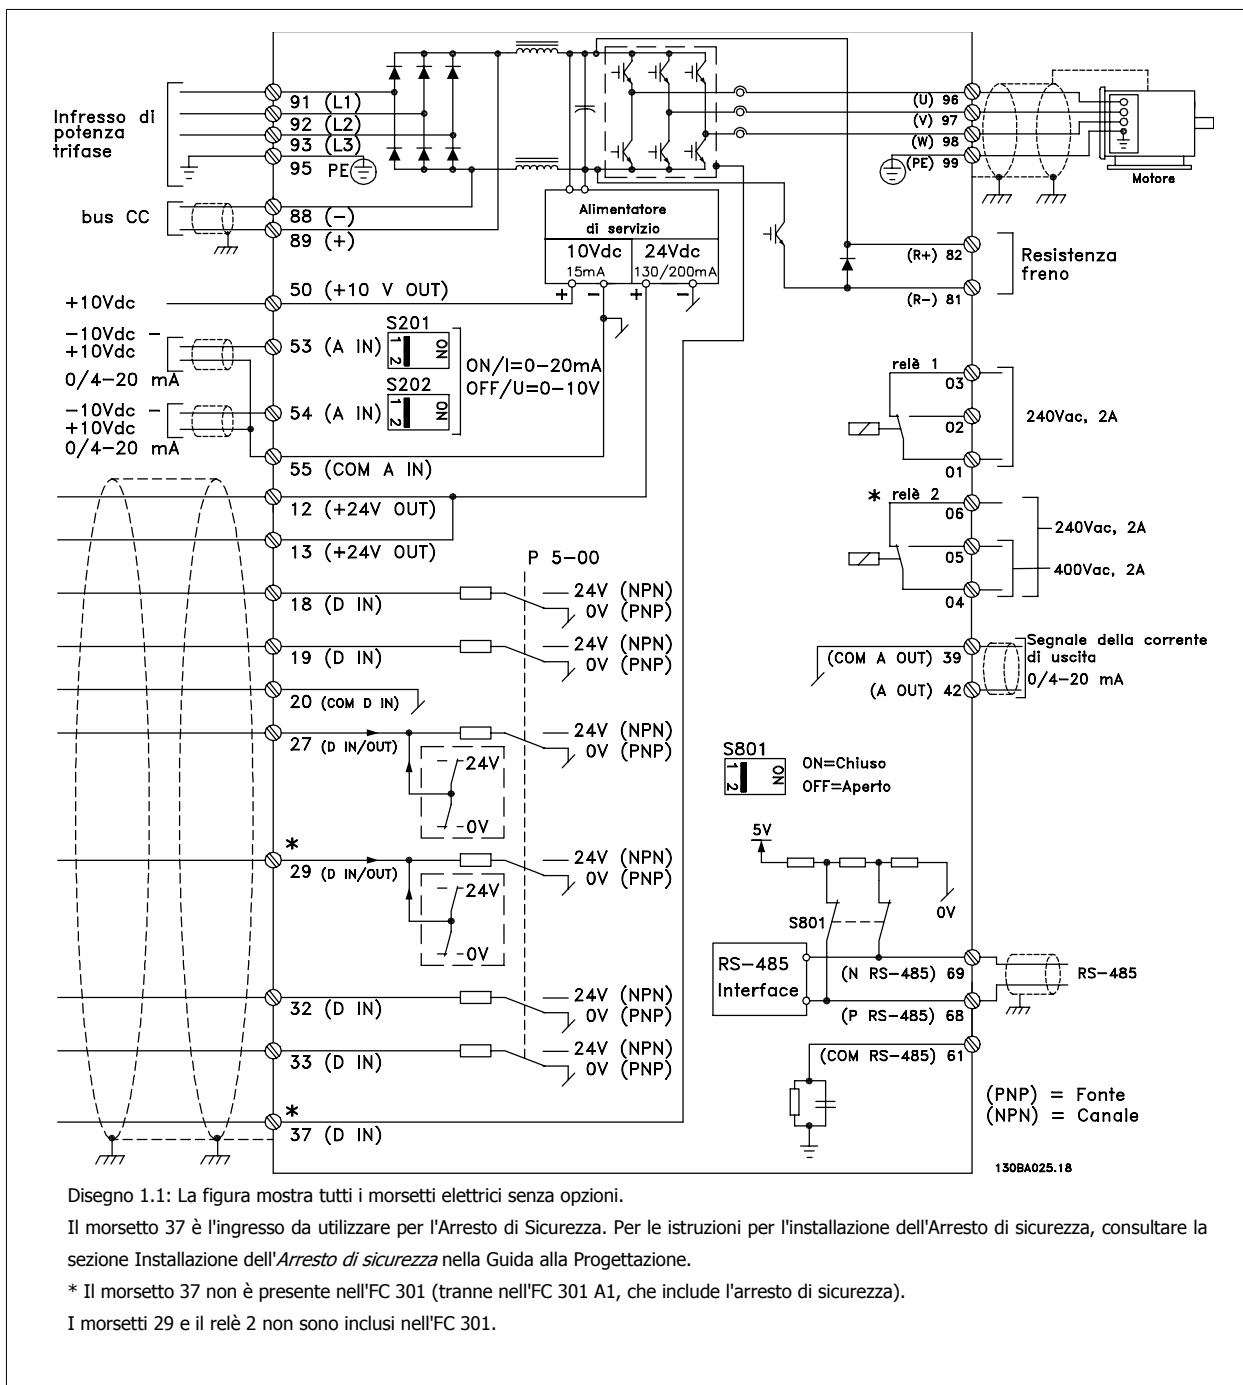 Infresso di
potenza
trifase
91 (L1)
92 (L2)
93 (L3)
95 PE
bus CC
88 (-)
89 (+)
+10Vdc
50 (+10 V OUT)
-10Vdc -
+10Vdc
0/4-20 mA
53 (A IN)
S201
1 2
ON
ON/I=0-20mA
OFF/U=0-10V
-10Vdc -
+10Vdc
0/4-20 mA
54 (A IN)
S202
1 2
ON
55 (COM A IN)
12 (+24V OUT)
13 (+24V OUT)
P 5-00
18 (D IN)
24V (NPN)
0V (PNP)
19 (D IN)
24V (NPN)
0V (PNP)
20 (COM D IN)
27 (D IN/OUT)
24V (NPN)
0V (PNP)
24V
0V
*
29 (D IN/OUT)
24V (NPN)
0V (PNP)
24V
0V
32 (D IN)
24V (NPN)
0V (PNP)
33 (D IN)
24V (NPN)
0V (PNP)
*
37 (D IN)
Alimentatore
di servizio
10Vdc
15mA
24Vdc
130/200mA
+ - + -
(U) 96
(V) 97
(W) 98
(PE) 99
Motore
(R+) 82
(R-) 81
Resistenza
freno
relè 1
03
02
01
240Vac, 2A
* relè 2
06
05
04
240Vac, 2A
400Vac, 2A
(COM A OUT) 39
(A OUT) 42
Segnale della corrente
di uscita
0/4-20 mA
S801
1 2
ON
ON=Chiuso
OFF=Aperto
5V
0V
S801
RS-485
Interface
(N RS-485) 69
(P RS-485) 68
(COM RS-485) 61
RS-485
(PNP) = Fonte
(NPN) = Canale
130BA025.18
Disegno 1.1: La figura mostra tutti i morsetti elettrici senza opzioni.
Il morsetto 37 è l'ingresso da utilizzare per l'Arresto di Sicurezza. Per le istruzioni per l'installazione dell'Arresto di sicurezza, consultare la
sezione Installazione dell'Arresto di sicurezza nella Guida alla Progettazione.
* Il morsetto 37 non è presente nell'FC 301 (tranne nell'FC 301 A1, che include l'arresto di sicurezza).
I morsetti 29 e il relè 2 non sono inclusi nell'FC 301.